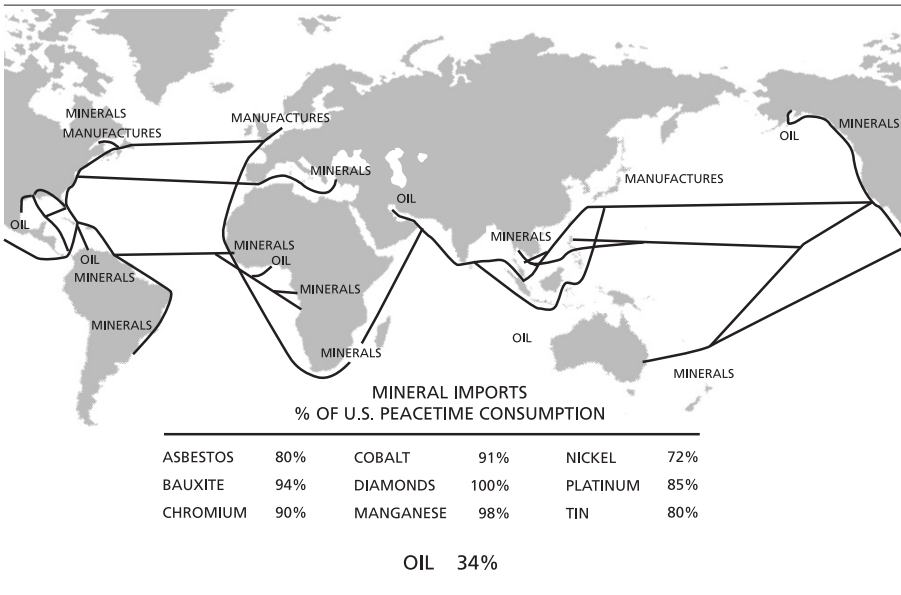 MINERALS
MANUFACTURES
MANUFACTURES
OIL
MINERALS
MINERALS
MANUFACTURES
OIL
OIL
MINERALS
MINERALS
OIL
OIL
MINERALS
MINERALS
MINERALS
MINERALS
OIL
MINERALS
MINERALS
MINERAL IMPORTS
% OF U.S. PEACETIME CONSUMPTION
ASBESTOS 80% COBALT 91% NICKEL 72%
BAUXITE 94% DIAMONDS 100% PLATINUM 85%
CHROMIUM 90% MANGANESE 98% TIN 80%
OIL 34%